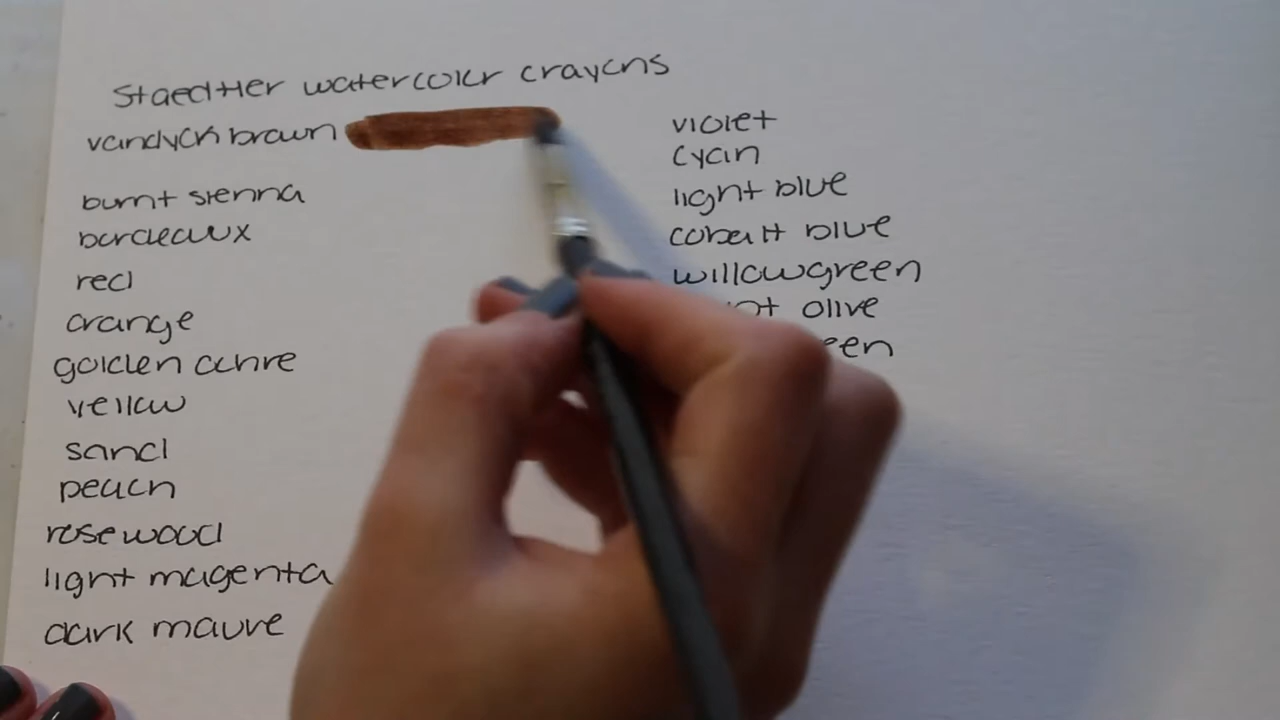 Staedtler watercolor crayons
vandyck brown
burnt sienna
bordeaux
red
orange
golden ochre
yellow
sand
peach
rosewood
light magenta
dark mauve
violet
cyan
light blue
cobalt blue
willowgreen
olive